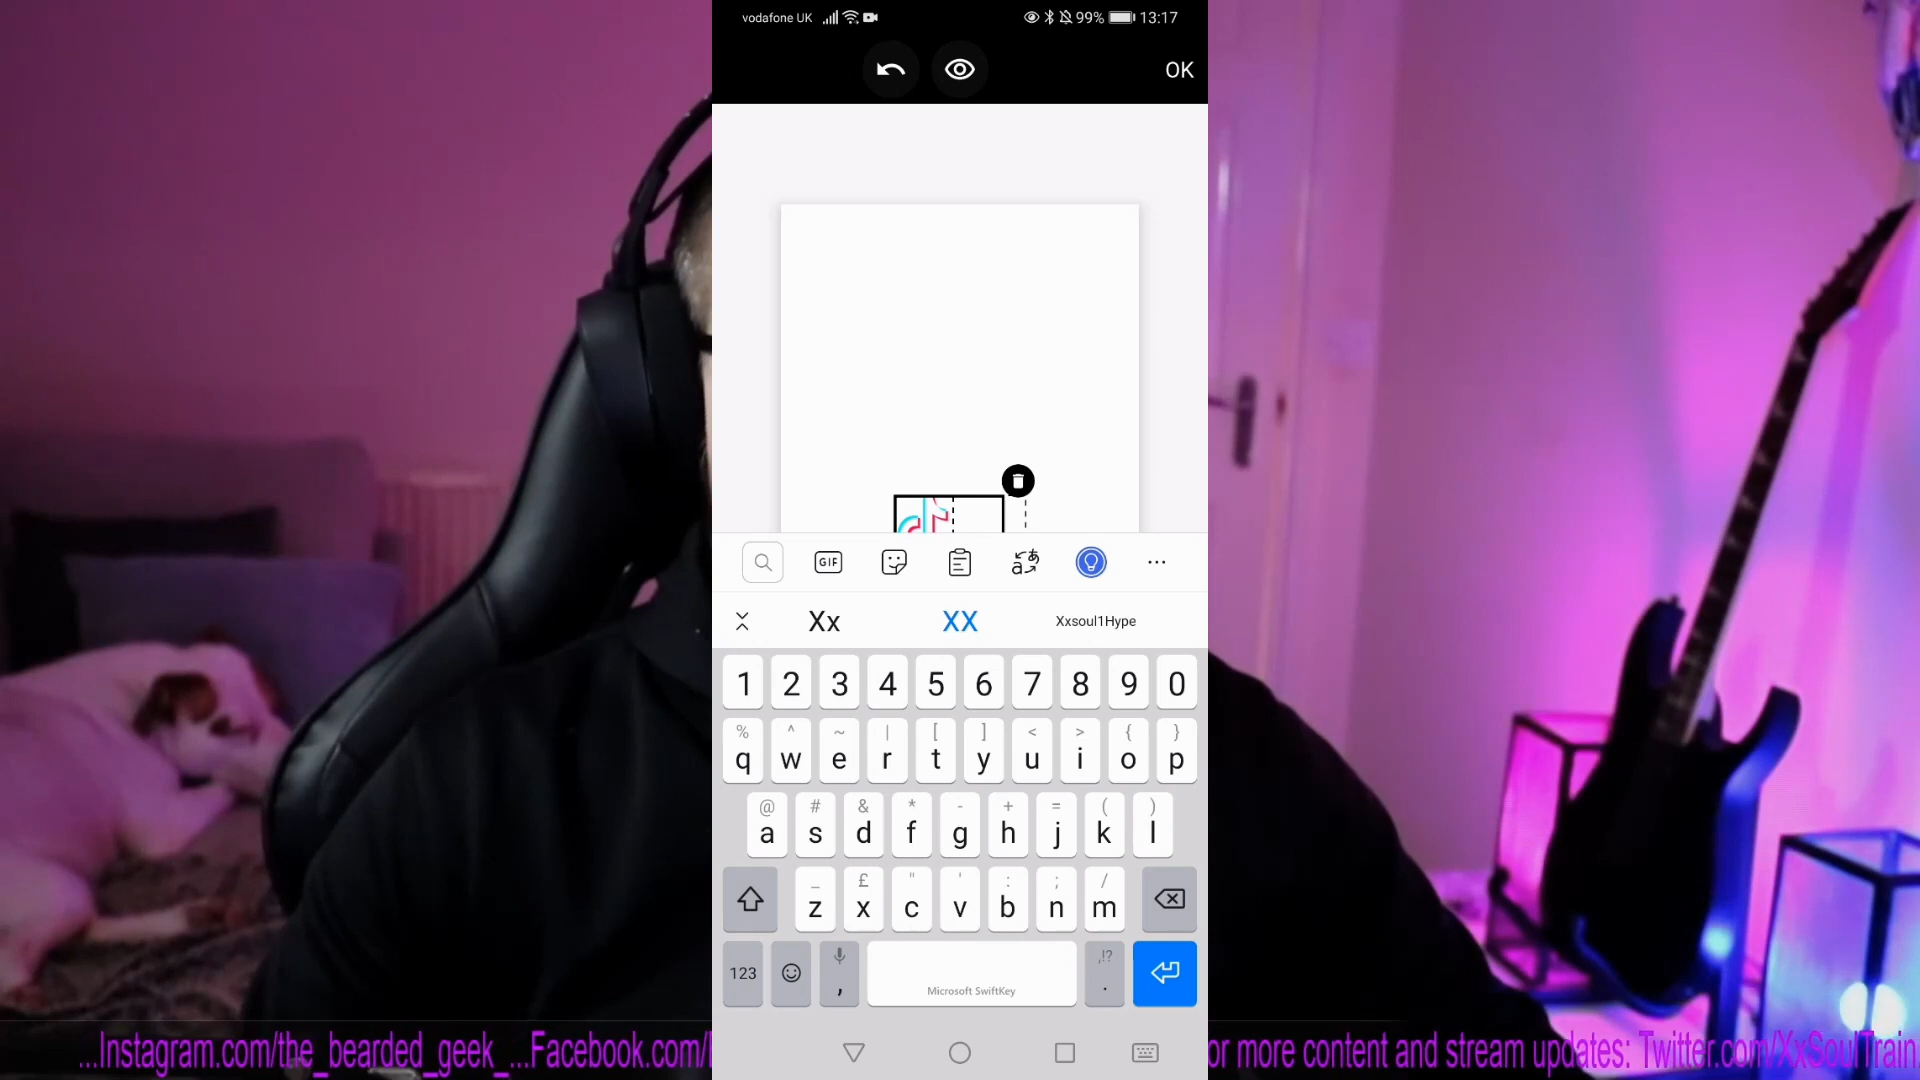 vodafone UK 99% 13:17
OK
GIF
Xx XX Xxsoul1Hype
1 2 3 4 5 6 7 8 9 0
% ^ ~ | [ ] < > { }
q w e r t y u i o p
@ # & * - + = ( )
a s d f g h j k l
_ £ " ' : ; /
z x c v b n m
123 , Microsoft SwiftKey ,!? .
...Instagram.com/the_bearded_geek_...Facebook.com/ or more content and stream updates: Twitter.com/XxSoulTrain